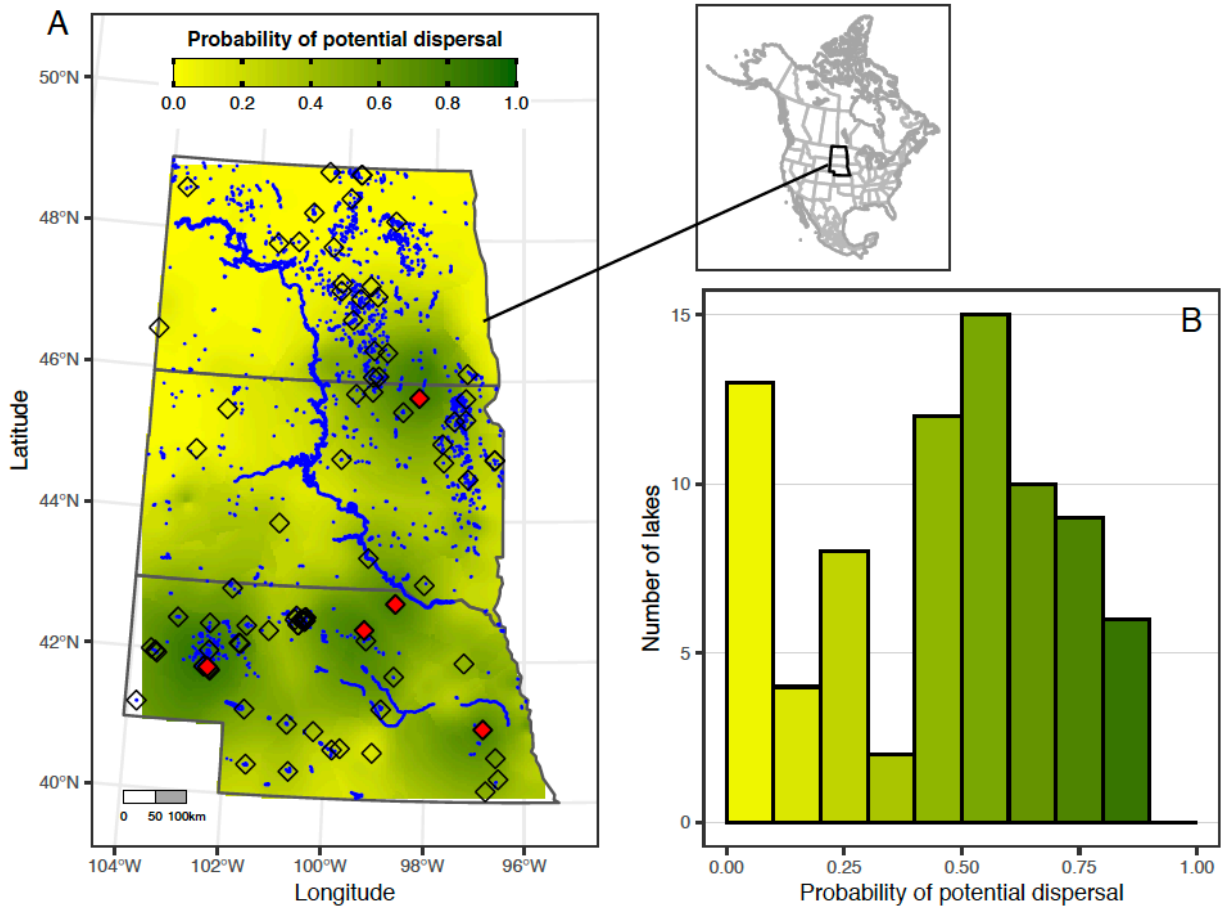 A
Probability of potential dispersal
0.0 0.2 0.4 0.6 0.8 1.0
50°N
48°N
46°N
44°N
42°N
40°N
Latitude
0 50 100km
104°W 102°W 100°W 98°W 96°W
Longitude
B
15
10
5
0
Number of lakes
0.00 0.25 0.50 0.75 1.00
Probability of potential dispersal